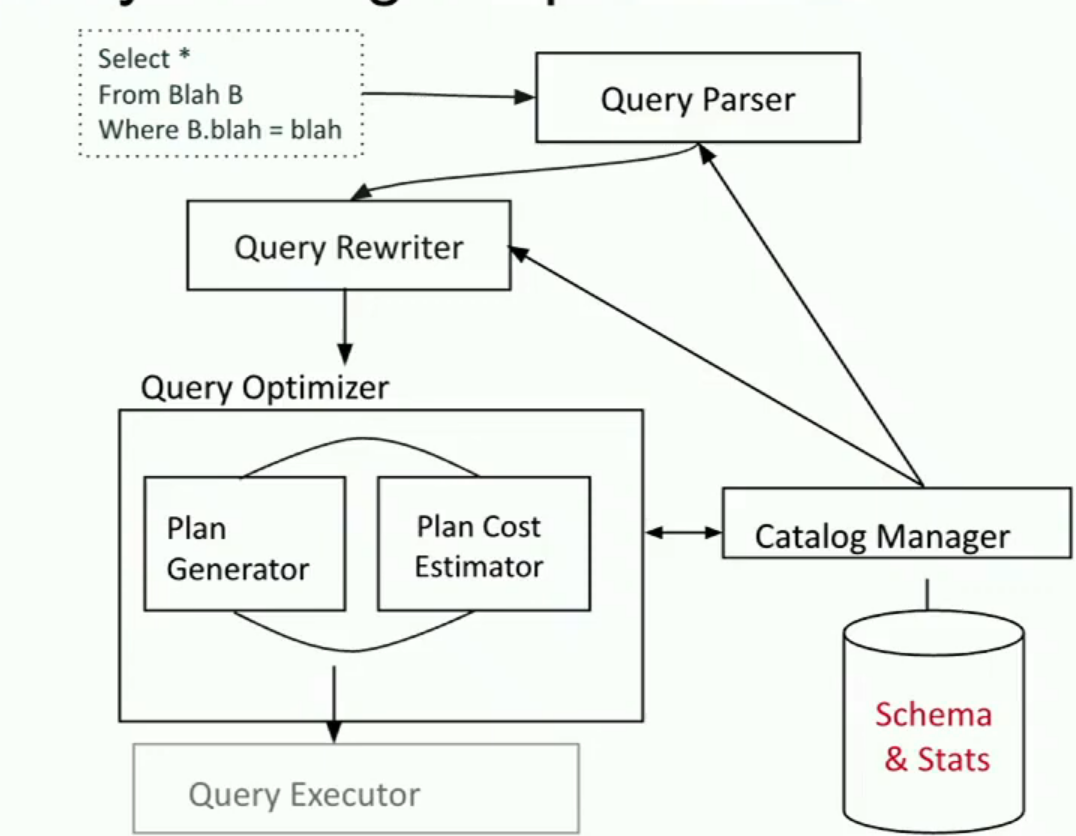 Select *
From Blah B
Where B.blah = blah
Query Parser
Query Rewriter
Query Optimizer
Plan
Generator
Plan Cost
Estimator
Catalog Manager
Schema
& Stats
Query Executor